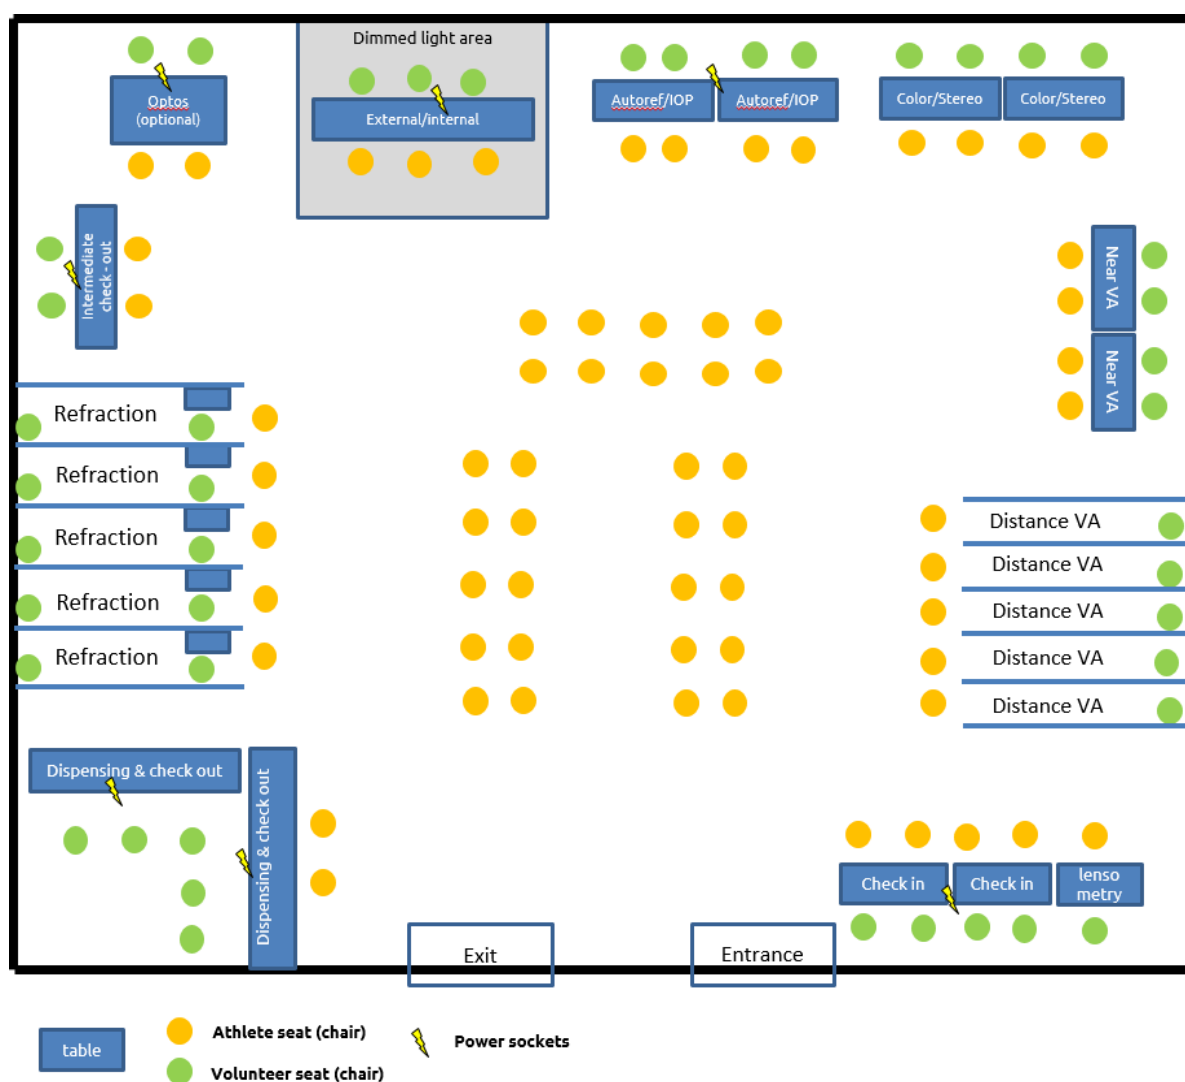 Dimmed light area
Optos
(optional)
External/internal
Autoref/IOP
Autoref/IOP
Color/Stereo
Color/Stereo
Intermediate
check - out
Near VA
Near VA
Refraction
Refraction
Refraction
Refraction
Refraction
Distance VA
Distance VA
Distance VA
Distance VA
Distance VA
Dispensing & check out
Dispensing & check out
Check in
Check in
lenso
metry
Exit
Entrance
table
Athlete seat (chair)
Power sockets
Volunteer seat (chair)